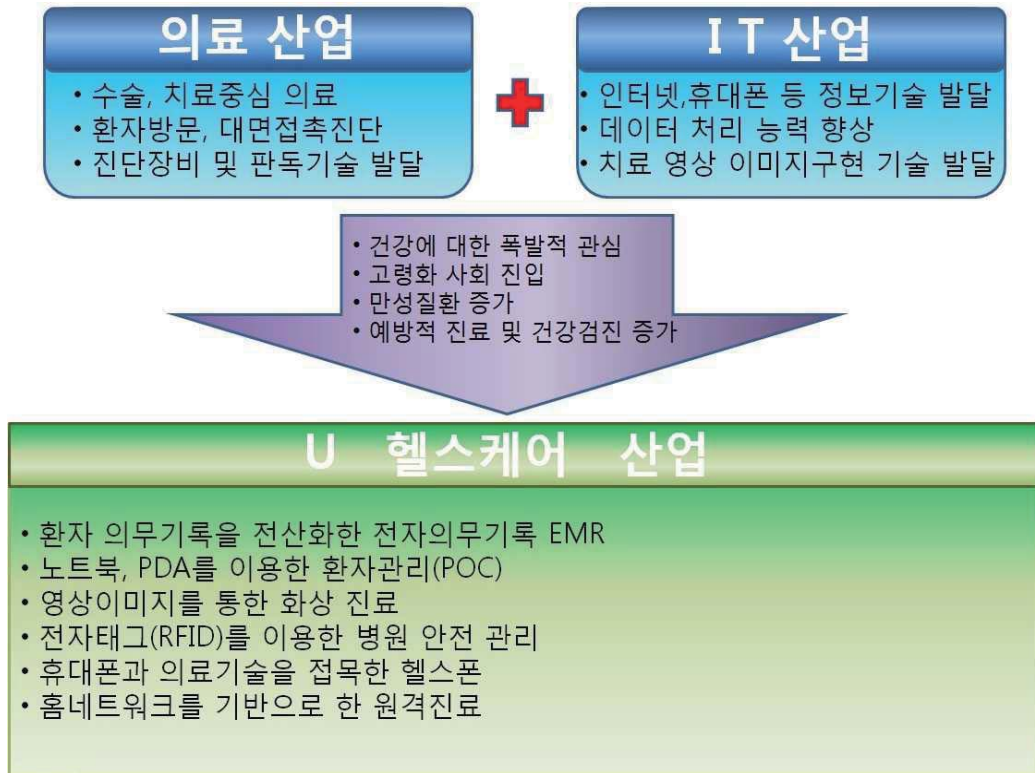 의료 산업
• 수술, 치료중심 의료
• 환자방문, 대면접촉진단
• 진단장비 및 판독기술 발달
I T 산업
• 인터넷,휴대폰 등 정보기술 발달
• 데이터 처리 능력 향상
• 치료 영상 이미지구현 기술 발달
• 건강에 대한 폭발적 관심
• 고령화 사회 진입
• 만성질환 증가
• 예방적 진료 및 건강검진 증가
U 헬스케어 산업
• 환자 의무기록을 전산화한 전자의무기록 EMR
• 노트북, PDA를 이용한 환자관리(POC)
• 영상이미지를 통한 화상 진료
• 전자태그(RFID)를 이용한 병원 안전 관리
• 휴대폰과 의료기술을 접목한 헬스폰
• 홈네트워크를 기반으로 한 원격진료